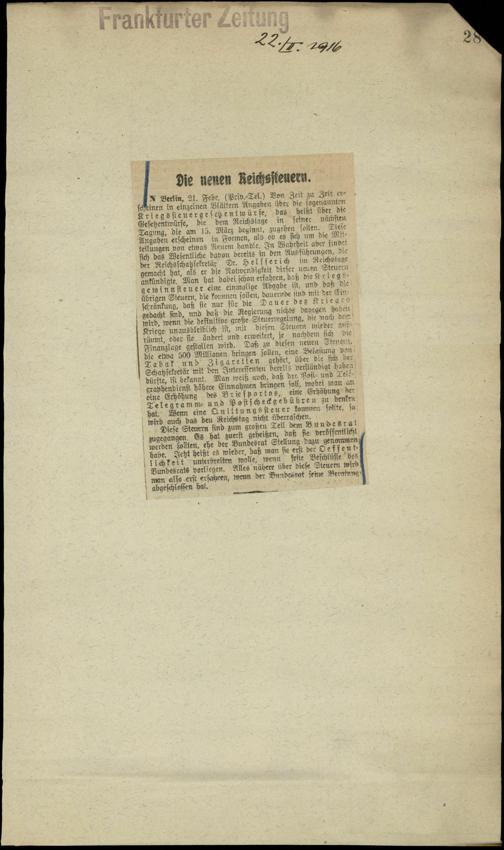 Frankfurter Zeitung
22./II. 1916
28
Die neuen Reichssteuern.
N Berlin, 21. Febr. (Priv.-Tel.) Von Zeit zu Zeit er-
scheinen in einzelnen Blättern Angaben über die sogenannten
Kriegssteuergesetzentwürfe, das heißt über die
Gesetzentwürfe, die dem Reichstage in seiner nächsten
Tagung, die am 15. März beginnt, zugehen sollen. Diese
Angaben erscheinen in Formen, als ob es sich um die Mit-
teilungen von etwas Neuem handle. In Wahrheit aber findet
sich das Wesentliche davon bereits in den Ausführungen, die
der Reichsschatzsekretär Dr. Helfferich im Reichstage
gemacht hat, als er die Notwendigkeit dieser neuen Steuern
ankündigte. Man hat dabei schon erfahren, daß die Kriegs-
gewinnsteuer eine einmalige Abgabe ist, und daß die
übrigen Steuern, die kommen sollen, dauernde sind mit der Ein-
schränkung, daß sie nur für die Dauer des Krieges
gedacht sind, und daß die Regierung nichts dagegen haben
wird, wenn die definitive große Steuerregelung, die nach dem
Kriege unausbleiblich ist, mit diesen Steuern wieder auf-
räumt, oder sie ändert und erweitert, je nachdem sich die
Finanzlage gestalten wird. Daß zu diesen neuen Steuern,
die etwa 500 Millionen bringen sollen, eine Belastung von
Tabak und Zigaretten gehört, über die sich der
Schatzsekretär mit den Interessenten bereits verständigt haben
dürfte, ist bekannt. Man weiß auch, daß der Post- und Tele-
graphendienst höhere Einnahmen bringen soll, wobei man an
eine Erhöhung des Briefportos, eine Erhöhung der
Telegramm- und Postscheckgebühren zu denken
hat. Wenn eine Quittungssteuer kommen sollte, so
wird auch das den Reichstag nicht überraschen.
Diese Steuern sind zum großen Teil dem Bundesrat
zugegangen. Es hat zuerst geheißen, daß sie veröffentlicht
werden sollten, ehe der Bundesrat Stellung dazu genommen
habe. Jetzt heißt es wieder, daß man sie erst der Oeffent-
lichkeit unterbreiten wolle, wenn feste Beschlüsse des
Bundesrats vorliegen. Alles nähere über diese Steuern wird
man also erst erfahren, wenn der Bundesrat seine Beratung
abgeschlossen hat.